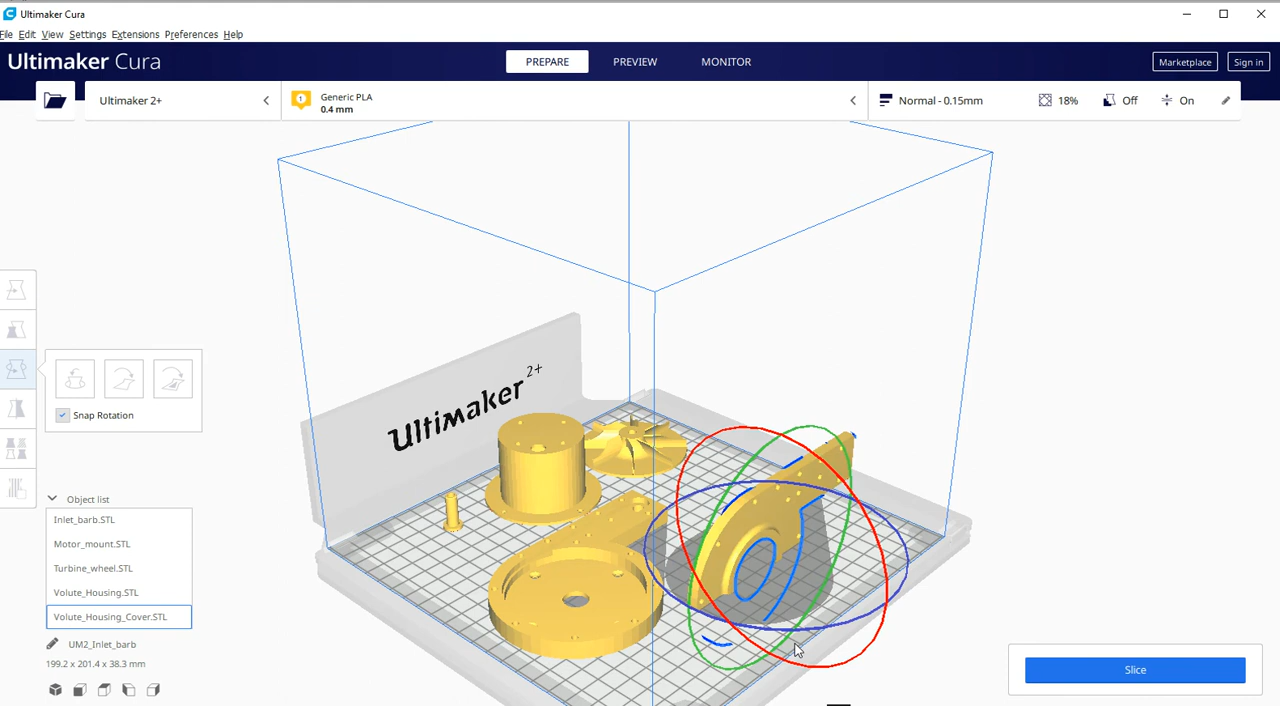 Ultimaker Cura
File Edit View Settings Extensions Preferences Help
Ultimaker Cura
PREPARE PREVIEW MONITOR
Marketplace Sign in
Ultimaker 2+
Generic PLA
0.4 mm
Normal - 0.15mm 18% Off On
Ultimaker 2+
Snap Rotation
Object list
Inlet_barb.STL
Motor_mount.STL
Turbine_wheel.STL
Volute_Housing.STL
Volute_Housing_Cover.STL
UM2_Inlet_barb
199.2 x 201.4 x 38.3 mm
Slice